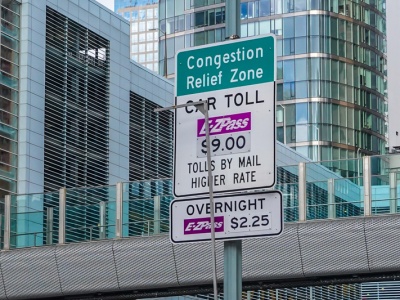 Congestion
Relief Zone
CAR TOLL
E-ZPass
$9.00
TOLLS BY MAIL
HIGHER RATE
OVERNIGHT
E-ZPass $2.25